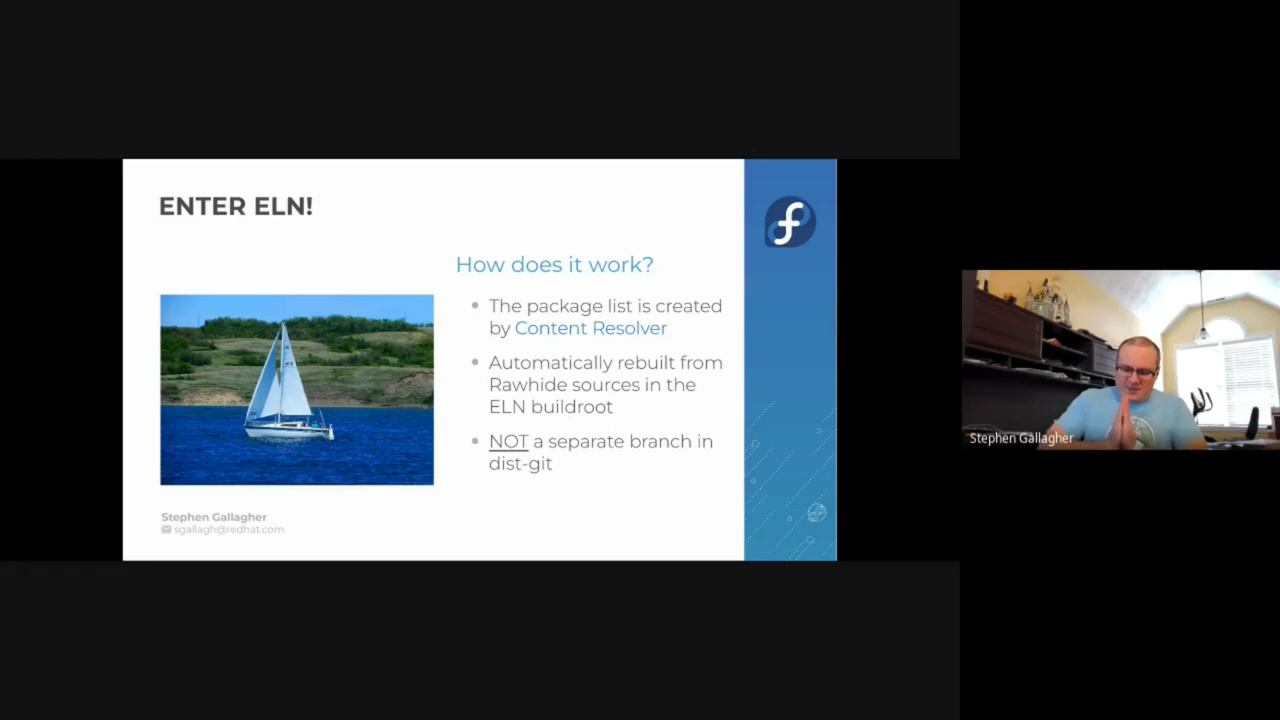 ENTER ELN!
How does it work?
The package list is created
by Content Resolver
Automatically rebuilt from
Rawhide sources in the
ELN buildroot
NOT a separate branch in
dist-git
Stephen Gallagher
sgallagh@redhat.com
Stephen Gallagher